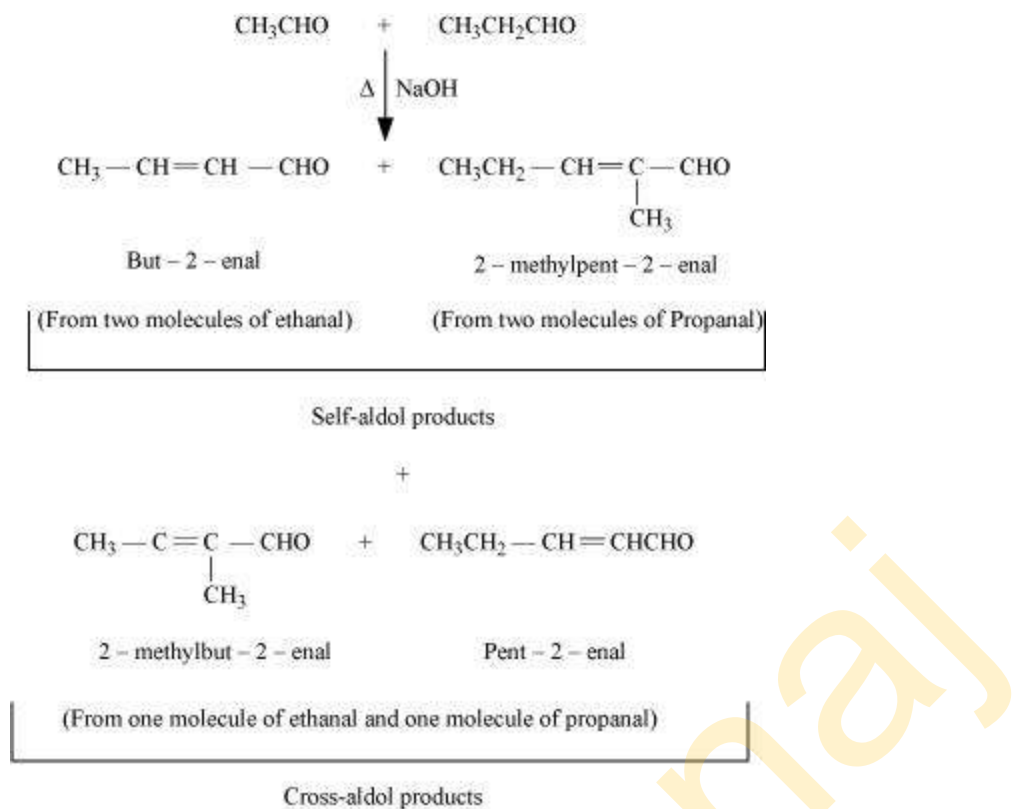 CH₃CHO + CH₃CH₂CHO
Δ NaOH
CH₃ — CH = CH — CHO + CH₃CH₂ — CH = C — CHO
|
CH₃
But – 2 – enal 2 – methylpent – 2 – enal
(From two molecules of ethanal) (From two molecules of Propanal)
Self-aldol products
+
CH₃ — C = C — CHO + CH₃CH₂ — CH = CHCHO
|
CH₃
2 – methylbut – 2 – enal Pent – 2 – enal
(From one molecule of ethanal and one molecule of propanal)
Cross-aldol products
naj